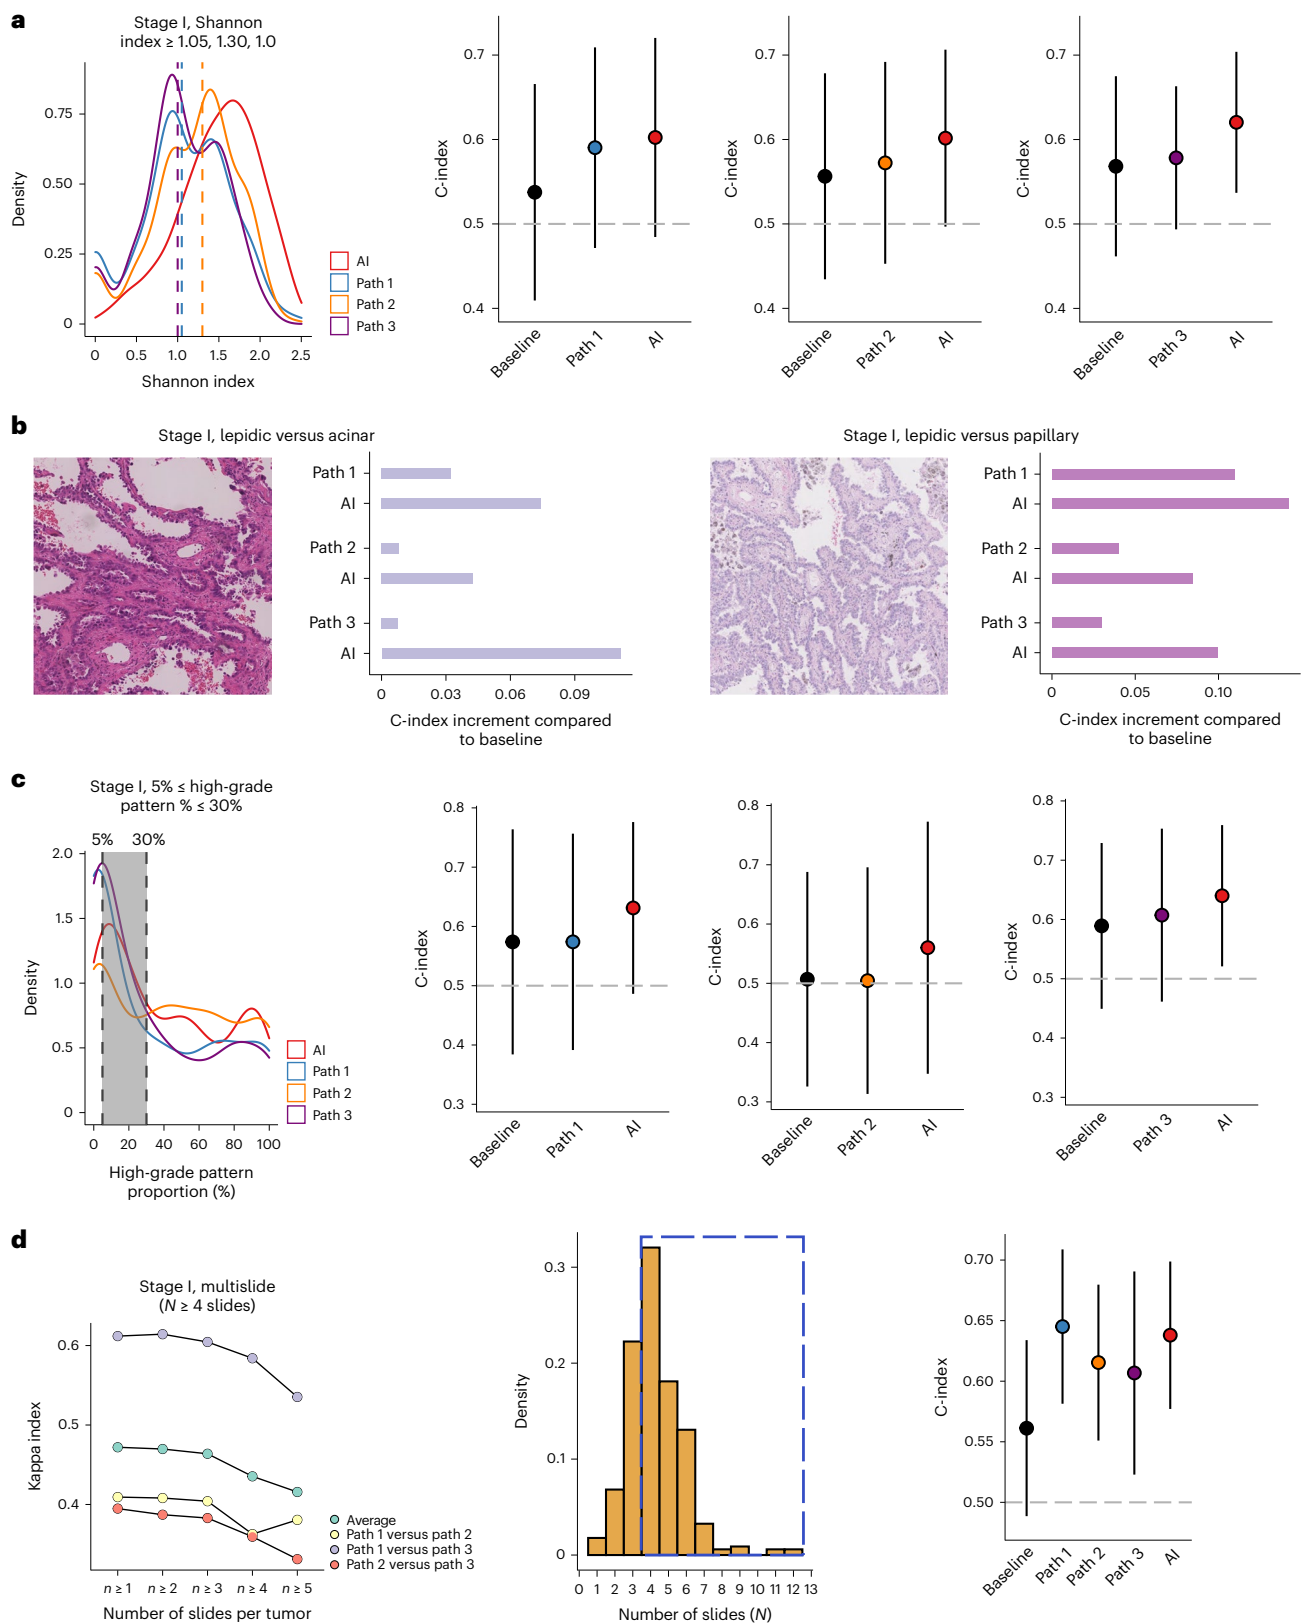 a
Stage I, Shannon
index ≥ 1.05, 1.30, 1.0
Density
0.75
0.50
0.25
0
0 0.5 1.0 1.5 2.0 2.5
Shannon index
AI
Path 1
Path 2
Path 3
C-index
0.7
0.6
0.5
0.4
Baseline Path 1 AI
C-index
0.7
0.6
0.5
0.4
Baseline Path 2 AI
C-index
0.7
0.6
0.5
0.4
Baseline Path 3 AI
b
Stage I, lepidic versus acinar
Path 1
AI
Path 2
AI
Path 3
AI
0 0.03 0.06 0.09
C-index increment compared
to baseline
Stage I, lepidic versus papillary
Path 1
AI
Path 2
AI
Path 3
AI
0 0.05 0.10
C-index increment compared
to baseline
c
Stage I, 5% ≤ high-grade
pattern % ≤ 30%
5% 30%
Density
2.0
1.5
1.0
0.5
0
0 20 40 60 80 100
High-grade pattern
proportion (%)
AI
Path 1
Path 2
Path 3
C-index
0.8
0.7
0.6
0.5
0.4
0.3
Baseline Path 1 AI
C-index
0.8
0.7
0.6
0.5
0.4
0.3
Baseline Path 2 AI
C-index
0.8
0.7
0.6
0.5
0.4
0.3
Baseline Path 3 AI
d
Stage I, multislide
(N ≥ 4 slides)
Kappa index
0.6
0.5
0.4
n ≥ 1 n ≥ 2 n ≥ 3 n ≥ 4 n ≥ 5
Number of slides per tumor
Average
Path 1 versus path 2
Path 1 versus path 3
Path 2 versus path 3
Density
0.3
0.2
0.1
0
0 1 2 3 4 5 6 7 8 9 10 11 12 13
Number of slides (N)
C-index
0.70
0.65
0.60
0.55
0.50
Baseline Path 1 Path 2 Path 3 AI